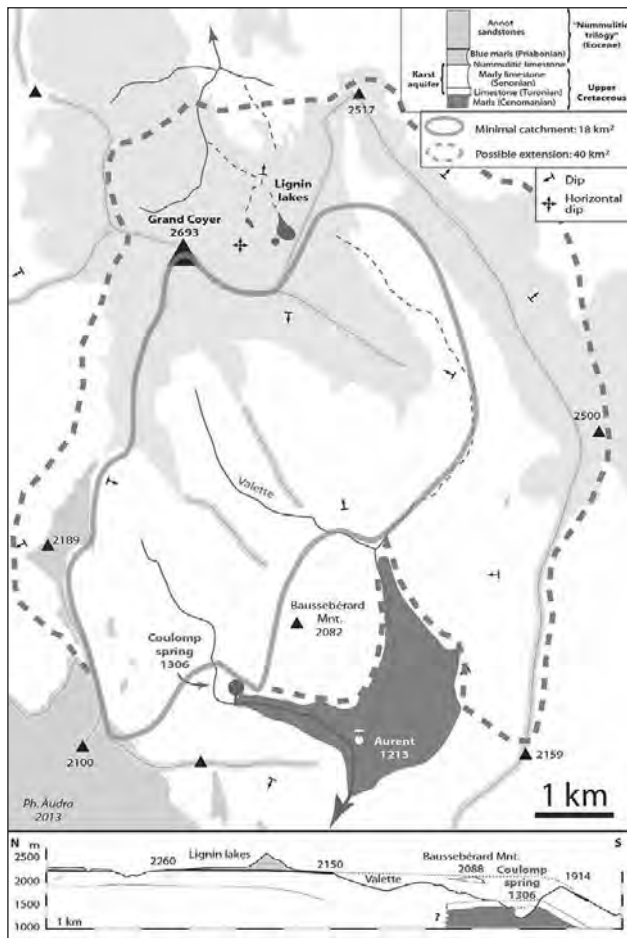 Annot
sandstones
"Nummulitic
trilogy"
(Eocene)
Blue marls (Priabonian)
Nummulitic limestone
Karst
aquifer
Marly limestone
(Senonian)
Limestone (Turonian)
Marls (Cenomanian)
Upper
Cretaceous
Minimal catchment: 18 km²
Possible extension: 40 km²
Dip
Horizontal
dip
2517
Lignin
lakes
Grand Coyer
2693
2500
Valette
2189
Baussebérard
Mnt.
2082
Coulomp
spring
1306
Aurent
1213
2100
2159
Ph. Audra
2013
1 km
N
S
m
2500
2000
1500
1000
Lignin lakes
2260
2150
Valette
Baussebérard Mnt.
2088
Coulomp
spring
1306
1914
?
1 km